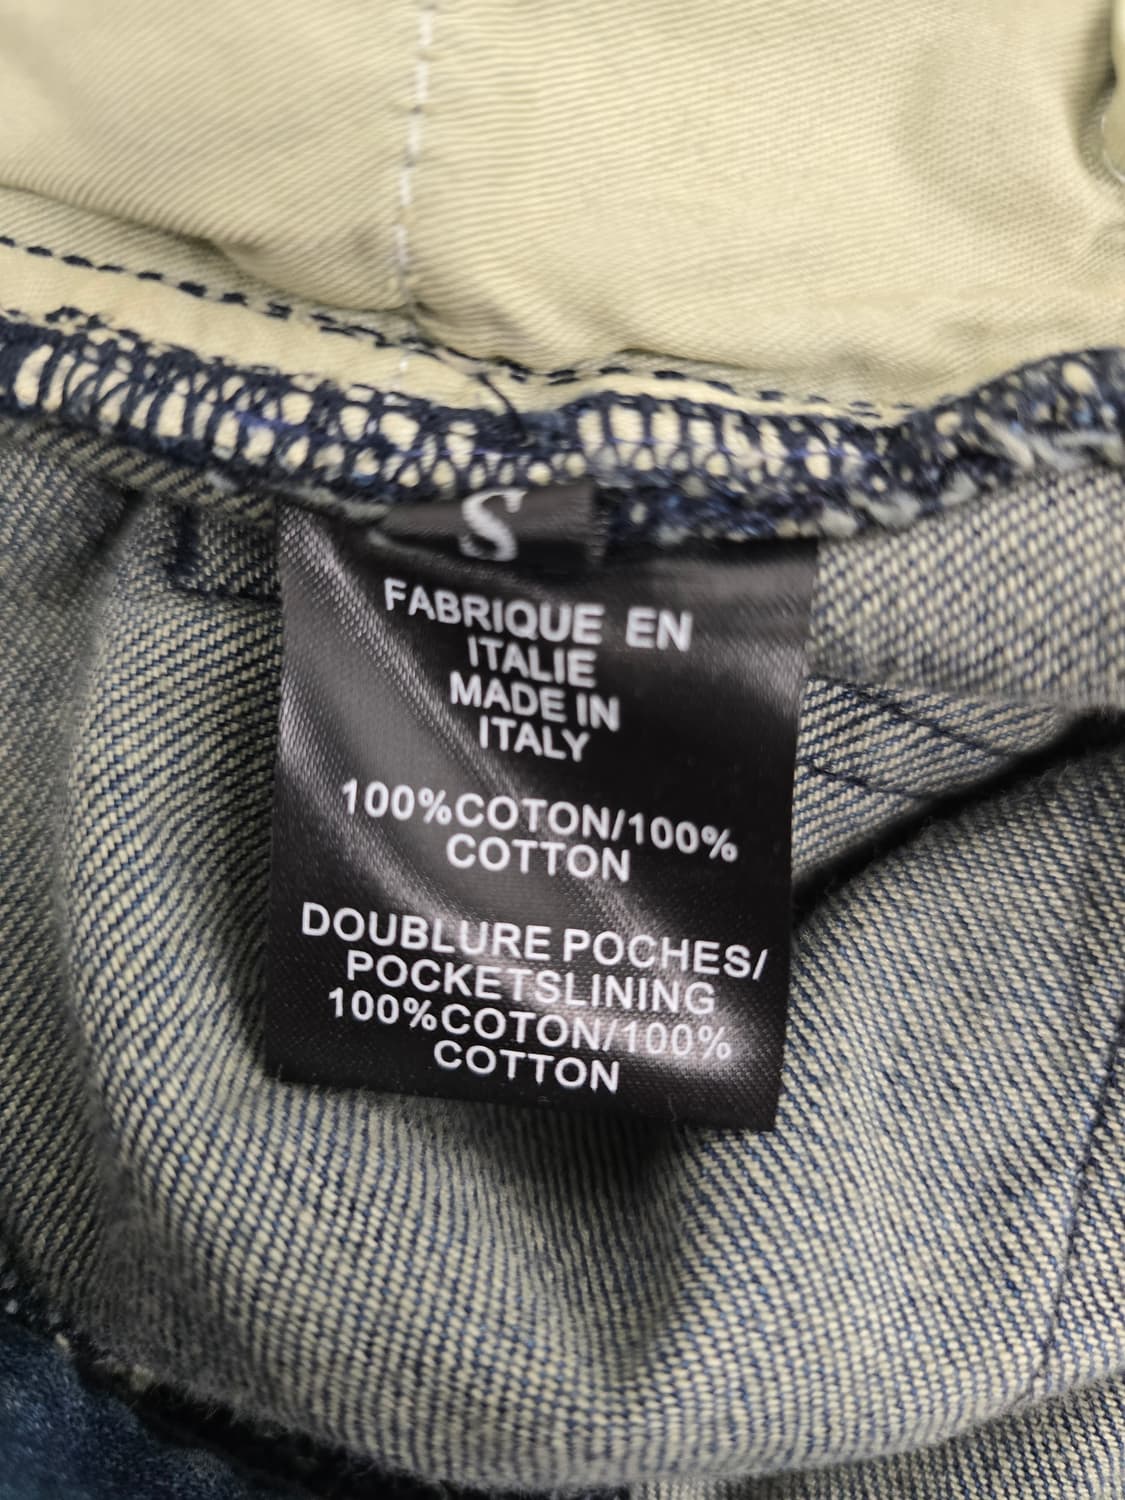 S
FABRIQUE EN
ITALIE
MADE IN
ITALY
100%COTON/100%
COTTON
DOUBLURE POCHES/
POCKETSLINING
100%COTON/100%
COTTON